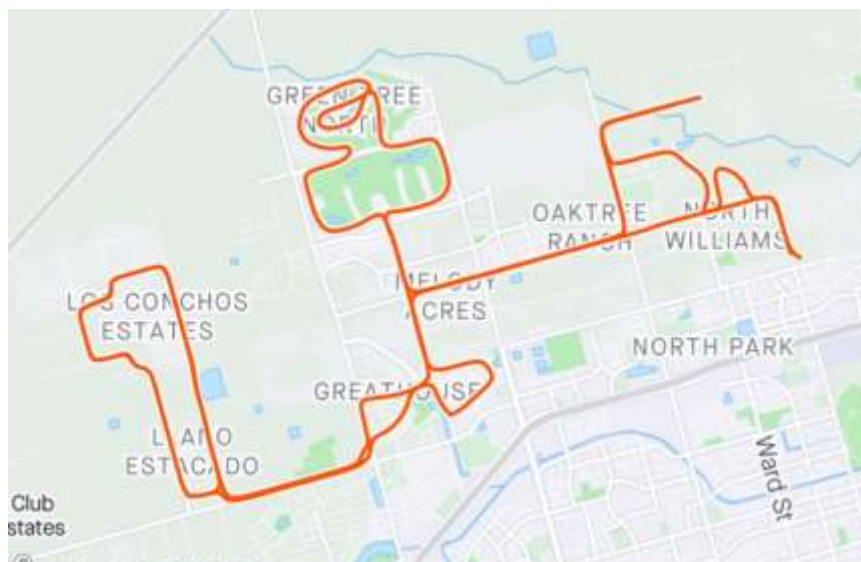 GREENTREE
NORTH
OAKTREE
RANCH
NORTH
WILLIAMS
MELODY
ACRES
LOS CONCHOS
ESTATES
NORTH PARK
GREATHOUSE
LLANO
ESTACADO
Ward St
Club
states